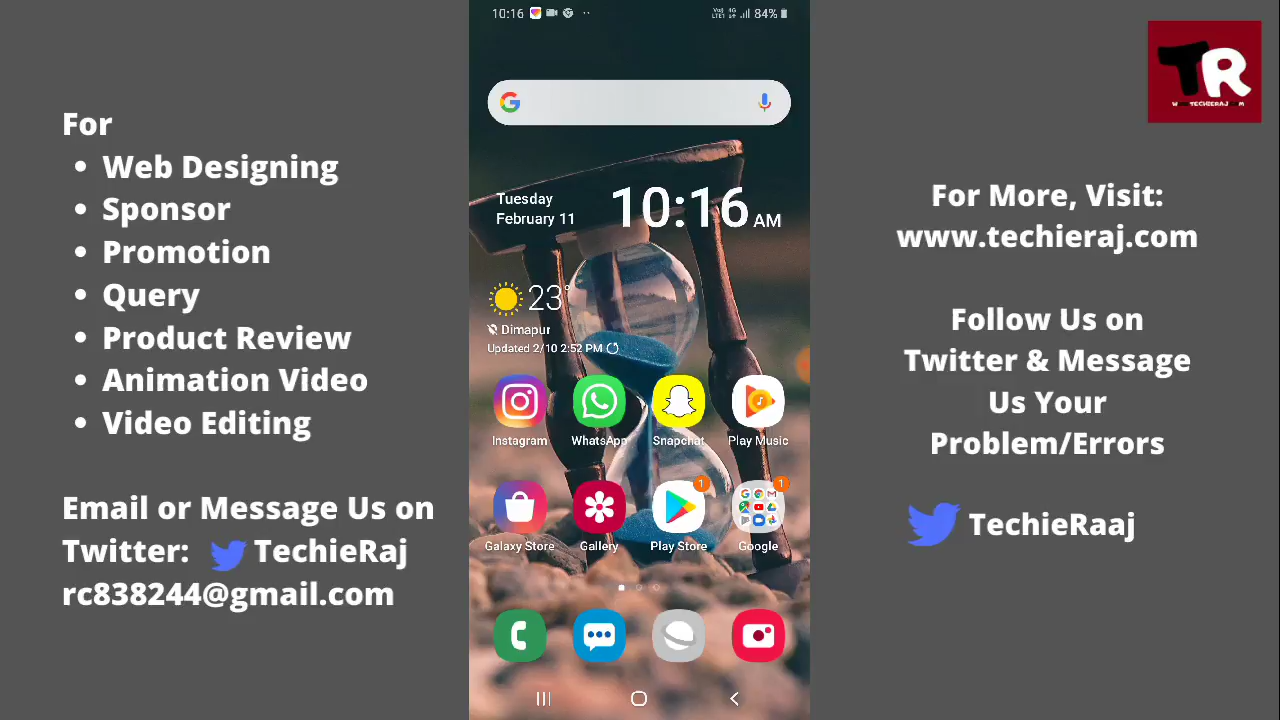 For
• Web Designing
• Sponsor
• Promotion
• Query
• Product Review
• Animation Video
• Video Editing
Email or Message Us on
Twitter: TechieRaj
rc838244@gmail.com
10:16
84%
Tuesday
February 11
10:16 AM
23°
Dimapur
Updated 2/10 2:52 PM
Instagram WhatsApp Snapchat Play Music
1 1
Galaxy Store Gallery Play Store Google
TR
For More, Visit:
www.techieraj.com
Follow Us on
Twitter & Message
Us Your
Problem/Errors
TechieRaaj